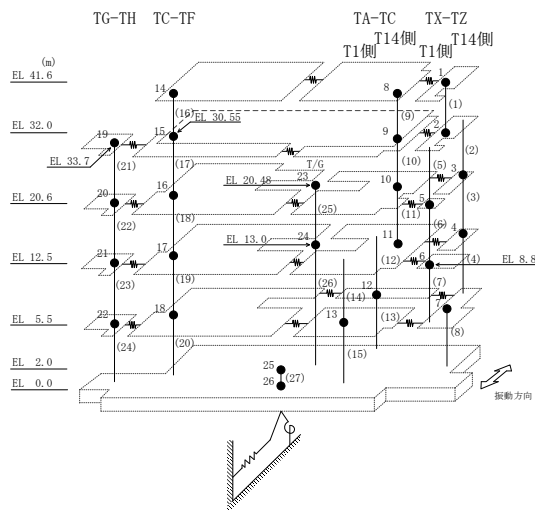 TG-TH TC-TF TA-TC TX-TZ
T14側 T14側
T1側 T1側
(m)
EL 41.6 14 8 1
(16) EL 30.55 (9) (1)
EL 32.0 19 15 9 2
EL 33.7 (21) (17) (10) (2)
T/G
EL 20.6 20 16 EL 20.48 23 10 (5) 3
(22) (18) (25) (11) 5 (3)
21 17 EL 13.0 24 11 (6) 4
EL 12.5 (23) (19) (12) 6 (4) EL 8.8
(26) (14) 12 (7)
EL 5.5 22 18 13 (13) 7
(24) (20) (15) (8)
EL 2.0 25
EL 0.0 26 (27)
振動方向